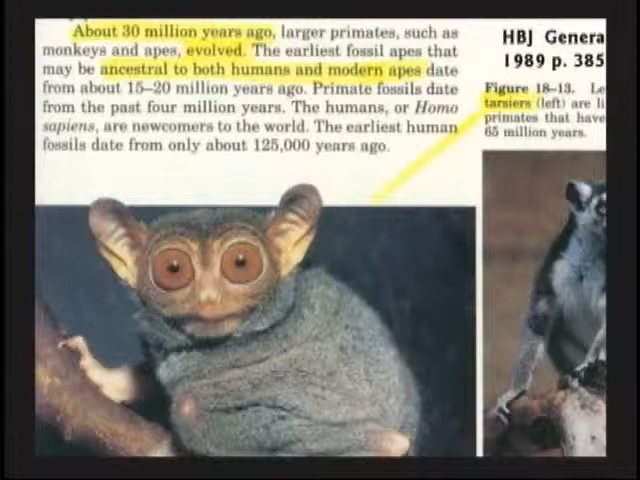 About 30 million years ago, larger primates, such as
monkeys and apes, evolved. The earliest fossil apes that
may be ancestral to both humans and modern apes date
from about 15–20 million years ago. Primate fossils date
from the past four million years. The humans, or Homo
sapiens, are newcomers to the world. The earliest human
fossils date from only about 125,000 years ago.
HBJ Genera
1989 p. 385
Figure 18–13. Le
tarsiers (left) are li
primates that have
65 million years.